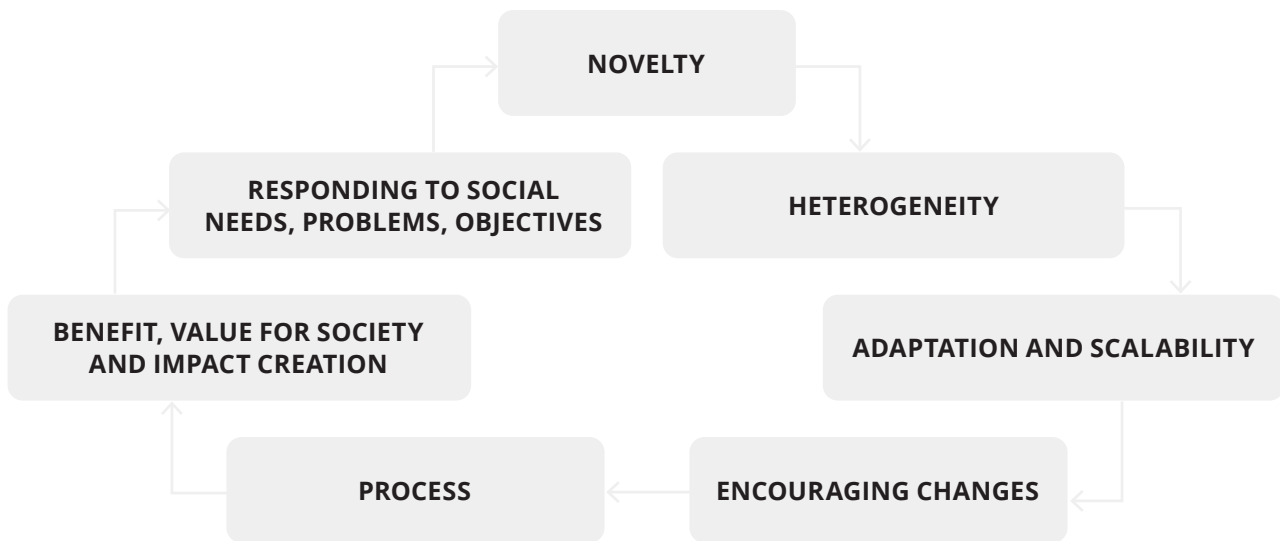 NOVELTY
RESPONDING TO SOCIAL
NEEDS, PROBLEMS, OBJECTIVES
HETEROGENEITY
BENEFIT, VALUE FOR SOCIETY
AND IMPACT CREATION
ADAPTATION AND SCALABILITY
PROCESS
ENCOURAGING CHANGES